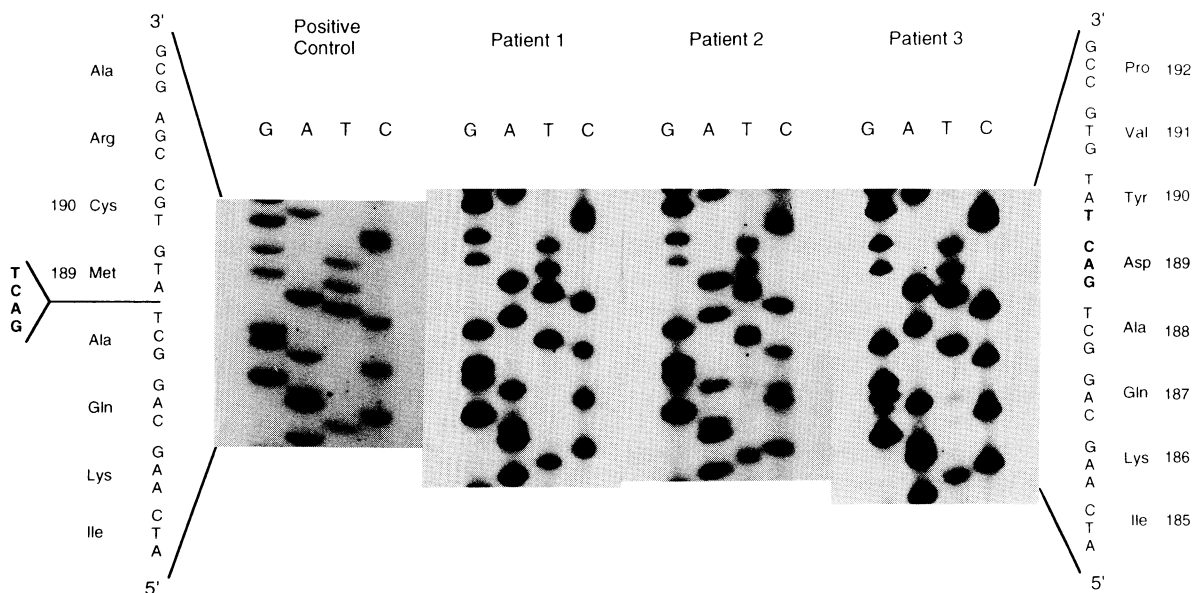 3'
Ala
G
C
G
Arg
A
G
C
190 Cys
C
G
T
189 Met
G
T
A
T
C
A
G
Ala
T
C
G
Gln
G
A
C
Lys
G
A
A
Ile
C
T
A
5'
Positive
Control
G A T C
Patient 1
G A T C
Patient 2
G A T C
Patient 3
G A T C
3'
G
C
C
Pro 192
G
T
G
Val 191
T
A
T
Tyr 190
C
A
G
Asp 189
T
C
G
Ala 188
G
A
C
Gln 187
G
A
A
Lys 186
C
T
A
Ile 185
5'